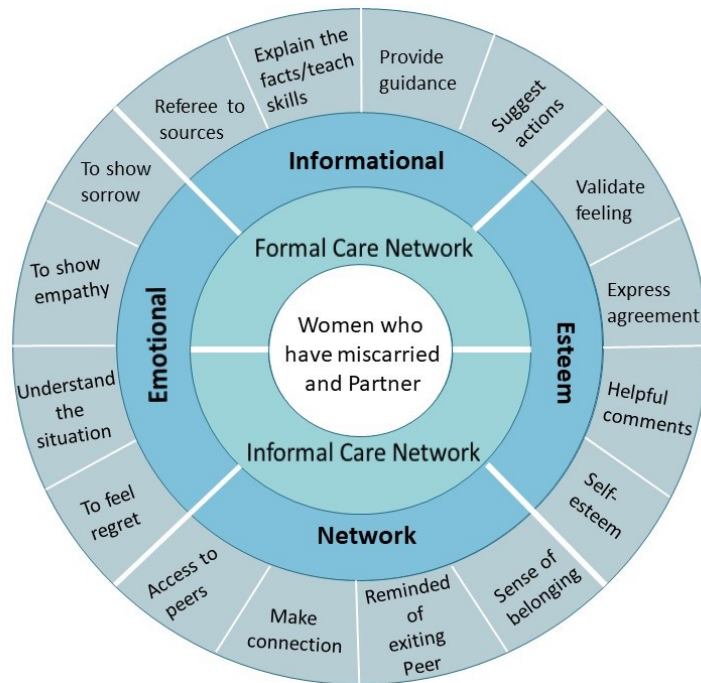 Referee to
sources
Explain the
facts/teach
skills
Provide
guidance
Suggest
actions
Informational
Validate
feeling
Express
agreement
Helpful
comments
Self-
esteem
Esteem
Sense of
belonging
Reminded
of
exiting
Peer
Make
connection
Access to
peers
Network
To feel
regret
Understand
the
situation
To show
empathy
To show
sorrow
Emotional
Formal Care Network
Women who
have miscarried
and Partner
Informal Care Network